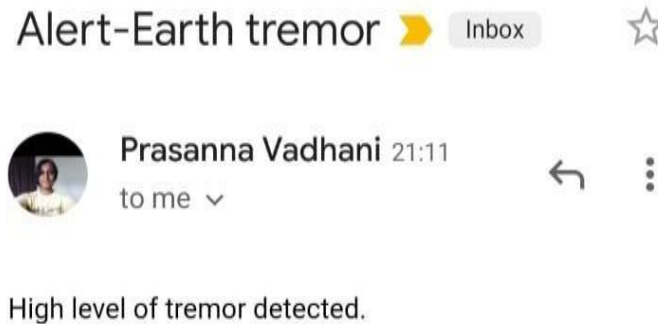 Alert-Earth tremor Inbox
Prasanna Vadhani 21:11
to me
High level of tremor detected.